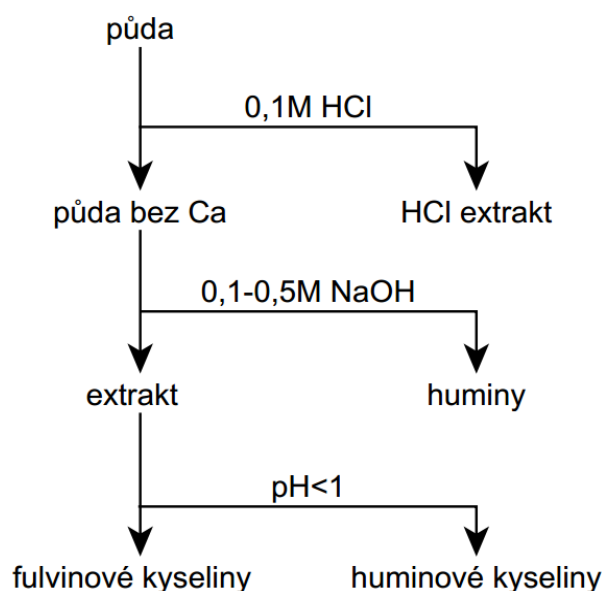 půda
0,1M HCl
půda bez Ca
HCl extrakt
0,1-0,5M NaOH
extrakt
huminy
pH<1
fulvinové kyseliny
huminové kyseliny